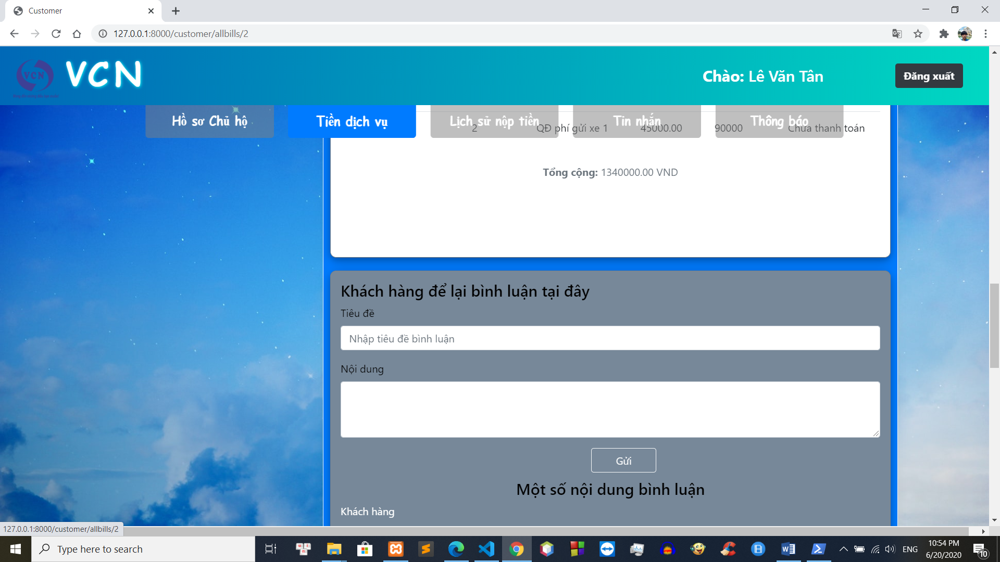 Customer
127.0.0.1:8000/customer/allbills/2
VCN
VCN
Chào: Lê Văn Tân
Đăng xuất
Hồ sơ Chủ hộ
Tiền dịch vụ
Lịch sử nộp tiền
Tin nhắn
Thông báo
2 QĐ phí gửi xe 1 45000.00 90000 Chưa thanh toán
Tổng cộng: 1340000.00 VND
Khách hàng để lại bình luận tại đây
Tiêu đề
Nhập tiêu đề bình luận
Nội dung
Gửi
Một số nội dung bình luận
Khách hàng
127.0.0.1:8000/customer/allbills/2
Type here to search
ENG
10:54 PM
6/20/2020
10